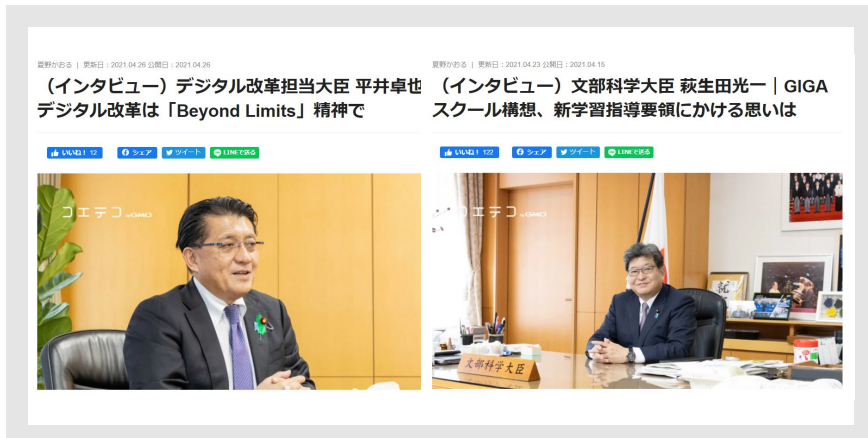 夏野かおる | 更新日:2021.04.26 公開日:2021.04.26
(インタビュー)デジタル改革担当大臣 平井卓也
デジタル改革は「Beyond Limits」精神で
いいね! 12 シェア ツイート LINEで送る
コエテコ byGMO
夏野かおる | 更新日:2021.04.23 公開日:2021.04.15
(インタビュー)文部科学大臣 萩生田光一|GIGA
スクール構想、新学習指導要領にかける思いは
いいね! 122 シェア ツイート LINEで送る
コエテコ byGMO
文部科学大臣